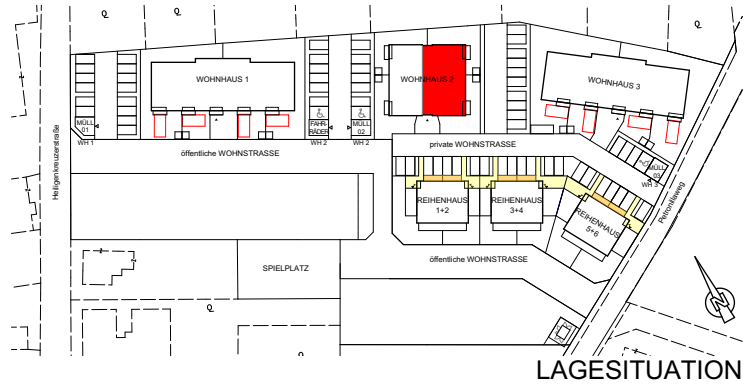 WOHNHAUS 1
WOHNHAUS 2
WOHNHAUS 3
MÜLL
01
WH 1
FAHR-
RÄDER
WH 2
MÜLL
02
WH 2
MÜLL
03
WH 3
Heiligenkreuzerstraße
öffentliche WOHNSTRASSE
private WOHNSTRASSE
Petronillaweg
REIHENHAUS
1+2
REIHENHAUS
3+4
REIHENHAUS
5+6
SPIELPLATZ
öffentliche WOHNSTRASSE
N
LAGESITUATION